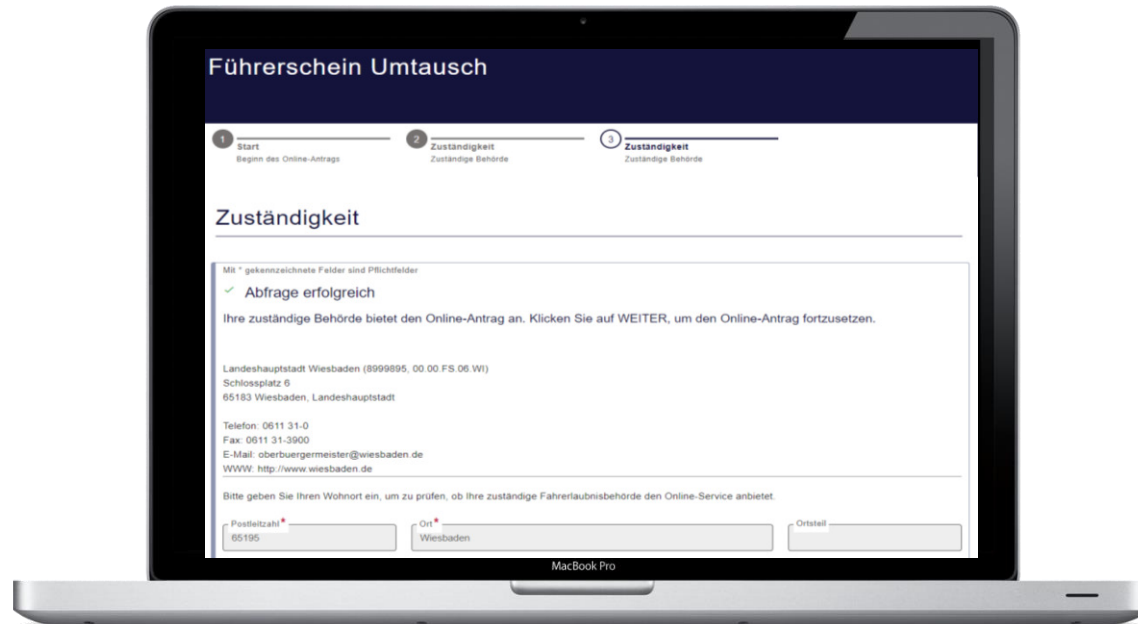 Führerschein Umtausch
1
Start
Beginn des Online-Antrags
2
Zuständigkeit
Zuständige Behörde
3
Zuständigkeit
Zuständige Behörde
Zuständigkeit
Mit * gekennzeichnete Felder sind Pflichtfelder
Abfrage erfolgreich
Ihre zuständige Behörde bietet den Online-Antrag an. Klicken Sie auf WEITER, um den Online-Antrag fortzusetzen.
Landeshauptstadt Wiesbaden (8999895, 00.00.FS.06.WI)
Schlossplatz 6
65183 Wiesbaden, Landeshauptstadt
Telefon: 0611 31-0
Fax: 0611 31-3900
E-Mail: oberbuergermeister@wiesbaden.de
WWW: http://www.wiesbaden.de
Bitte geben Sie Ihren Wohnort ein, um zu prüfen, ob Ihre zuständige Fahrerlaubnisbehörde den Online-Service anbietet.
Postleitzahl *
65195
Ort *
Wiesbaden
Ortsteil
MacBook Pro